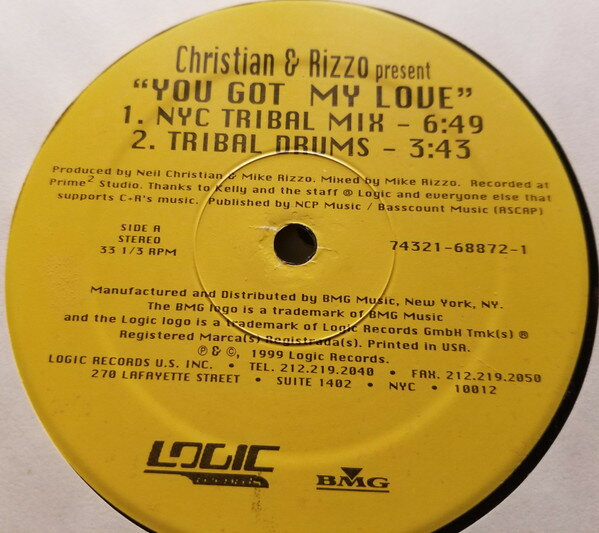 Christian & Rizzo present
"YOU GOT MY LOVE"
1. NYC TRIBAL MIX - 6:49
2. TRIBAL DRUMS - 3:43
Produced by Neil Christian & Mike Rizzo. Mixed by Mike Rizzo. Recorded at
Prime² Studio. Thanks to Kelly and the staff @ Logic and everyone else that
supports C+R's music. Published by NCP Music / Basscount Music (ASCAP)
SIDE A
STEREO
33 1/3 RPM
74321-68872-1
Manufactured and Distributed by BMG Music, New York, NY.
The BMG logo is a trademark of BMG Music
and the Logic logo is a trademark of Logic Records GmbH Tmk(s) ®
Registered Marca(s) Registrada(s). Printed in USA.
℗ & ©, 1999 Logic Records.
LOGIC RECORDS U.S. INC. • TEL. 212.219.2040 • FAX. 212.219.2050
270 LAFAYETTE STREET • SUITE 1402 • NYC • 10012
LOGIC
records
BMG